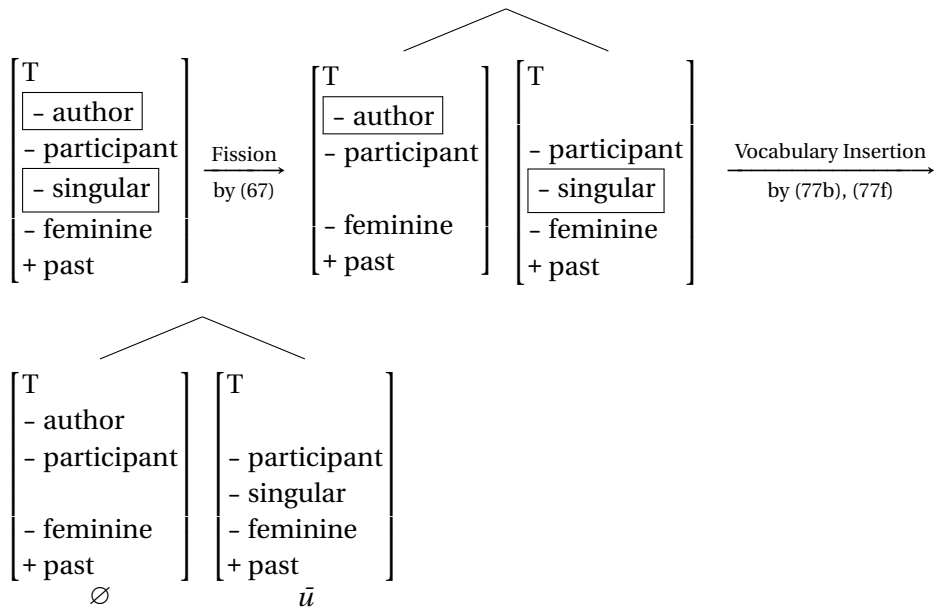 T T T
– author – author
– participant Fission – participant – participant Vocabulary Insertion
– singular by (67) – singular by (77b), (77f)
– feminine – feminine – feminine
+ past + past + past
T T
– author
– participant – participant
– singular
– feminine – feminine
+ past + past
∅ ū